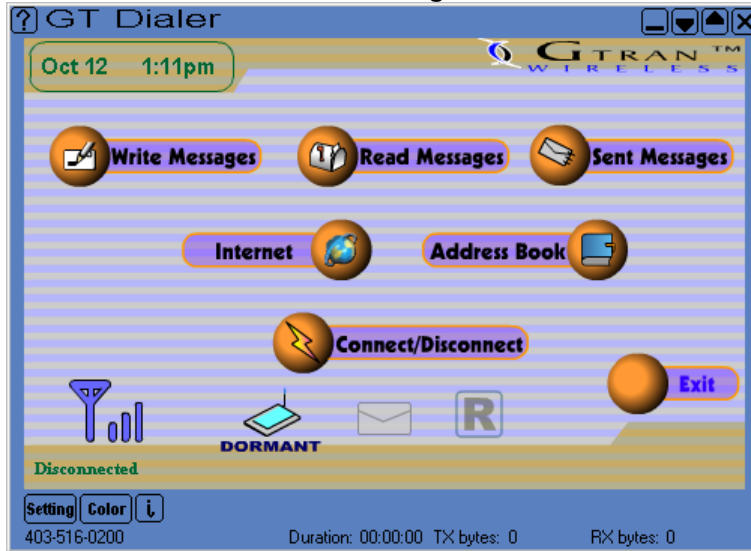 ? GT Dialer
Oct 12 1:11pm
GTRAN™
WIRELESS
Write Messages
Read Messages
Sent Messages
Internet
Address Book
Connect/Disconnect
Exit
R
DORMANT
Disconnected
Setting Color i
403-516-0200 Duration: 00:00:00 TX bytes: 0 RX bytes: 0